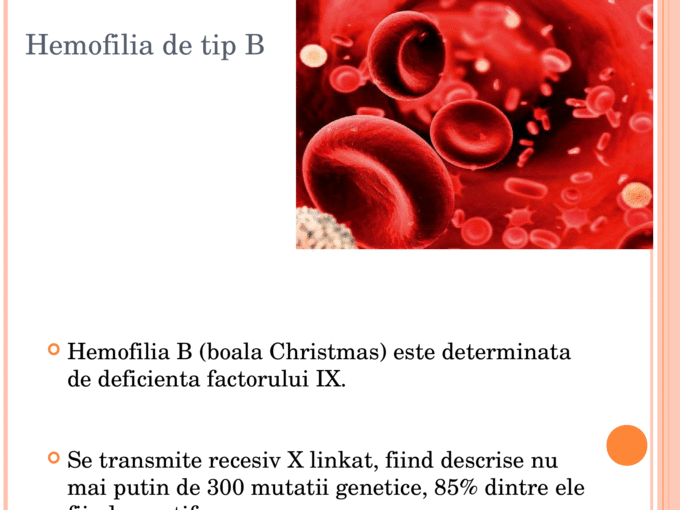 Hemofilia de tip B
Hemofilia B (boala Christmas) este determinata
de deficienta factorului IX.
Se transmite recesiv X linkat, fiind descrise nu
mai putin de 300 mutatii genetice, 85% dintre ele